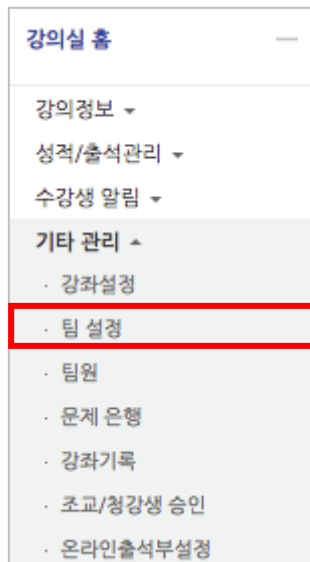 강의실 홈
강의정보
성적/출석관리
수강생 알림
기타 관리
· 강좌설정
· 팀 설정
· 팀원
· 문제 은행
· 강좌기록
· 조교/청강생 승인
· 온라인출석부설정